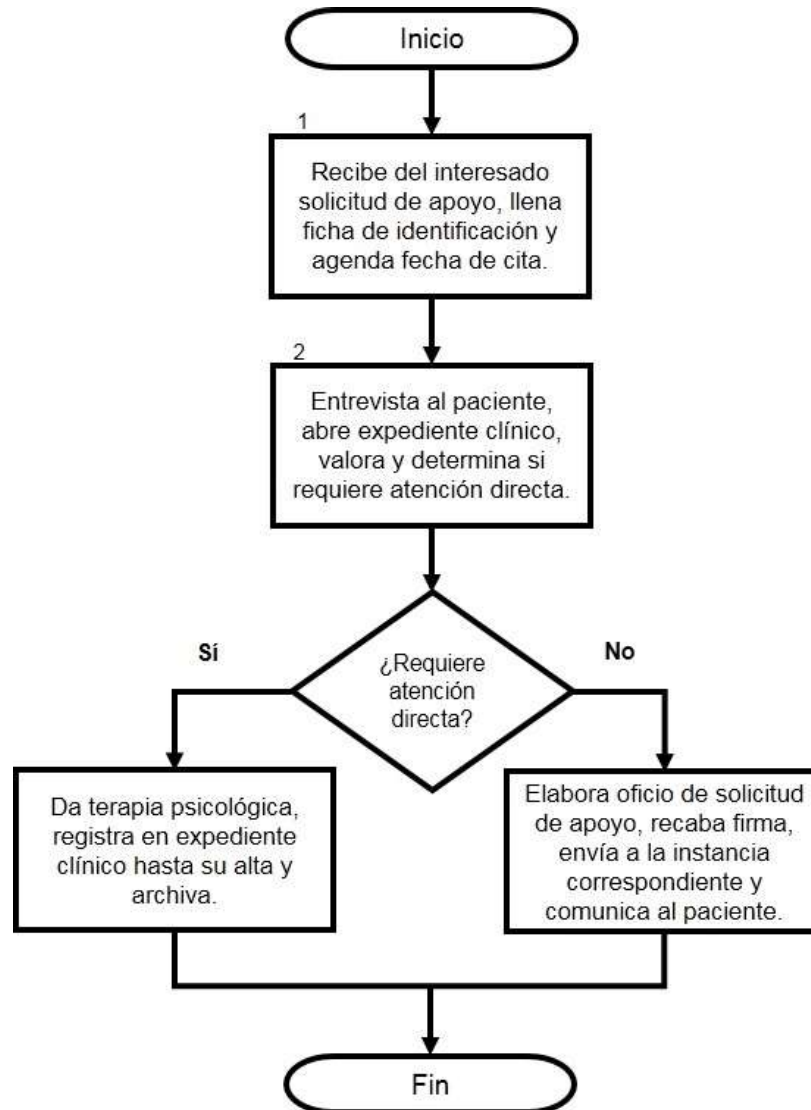 Inicio
1
Recibe del interesado
solicitud de apoyo, llena
ficha de identificación y
agenda fecha de cita.
2
Entrevista al paciente,
abre expediente clínico,
valora y determina si
requiere atención directa.
Sí
¿Requiere
atención
directa?
No
Da terapia psicológica,
registra en expediente
clínico hasta su alta y
archiva.
Elabora oficio de solicitud
de apoyo, recaba firma,
envía a la instancia
correspondiente y
comunica al paciente.
Fin